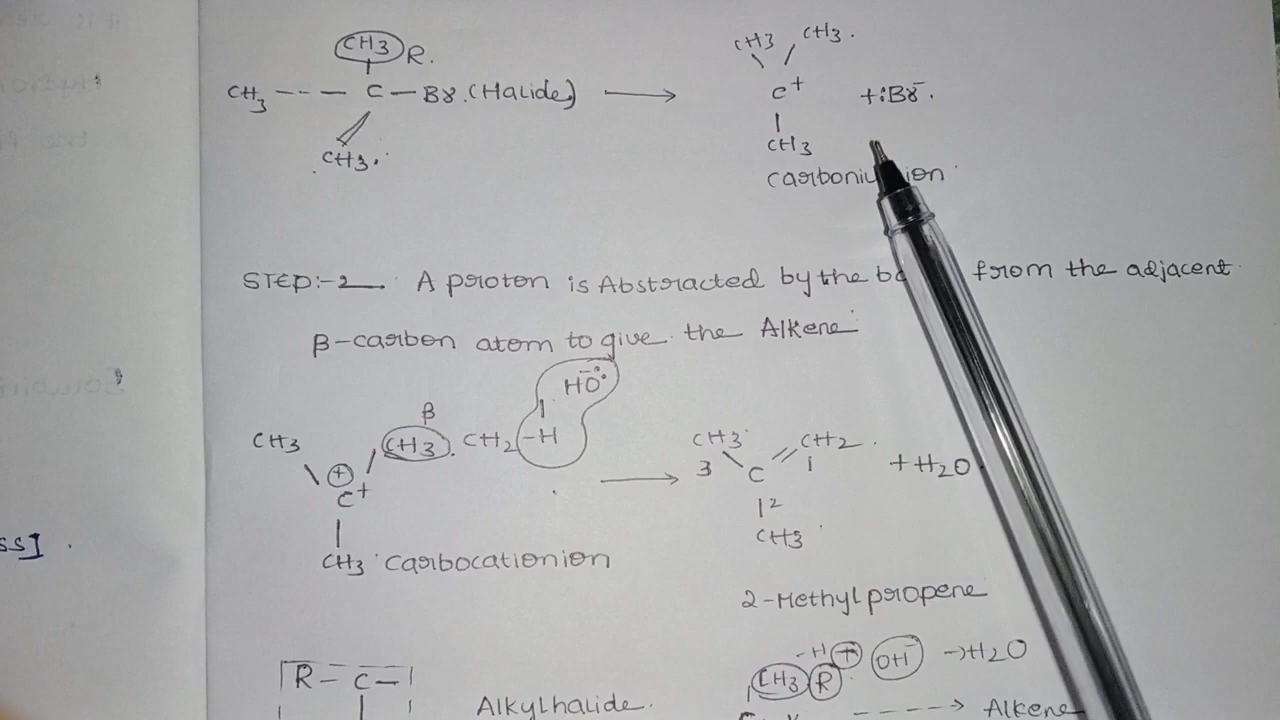 CH3 R.
CH3 --- C - Br. (Halide) → C+ + :Br-.
CH3.
CH3 CH3.
CH3
STEP:-2. A proton is Abstracted by the from the adjacent
β-carbon atom to give the Alkene
HO-:
β
CH3 CH3. CH2 -H → CH3 C = CH2. + H2O.
+ 3 1
C+ 2
CH3 CH3
CH3 Carbocationion
2-Methylpropene
-H + OH- → H2O
R - C - CH3 R
Alkylhalide. ----> Alkene
SS].